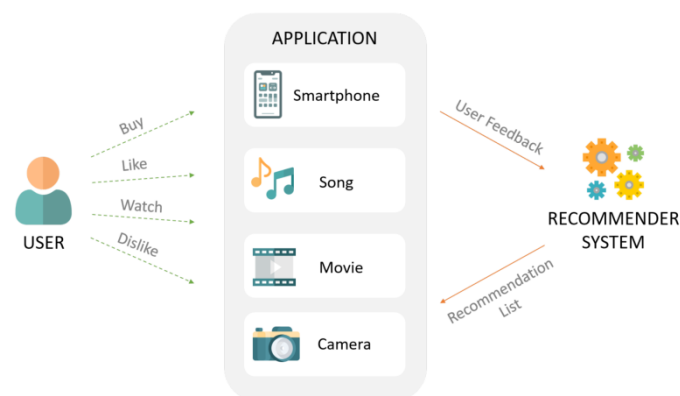 APPLICATION
Smartphone
Song
Movie
Camera
Buy
Like
Watch
Dislike
USER
User Feedback
RECOMMENDER
SYSTEM
Recommendation
List